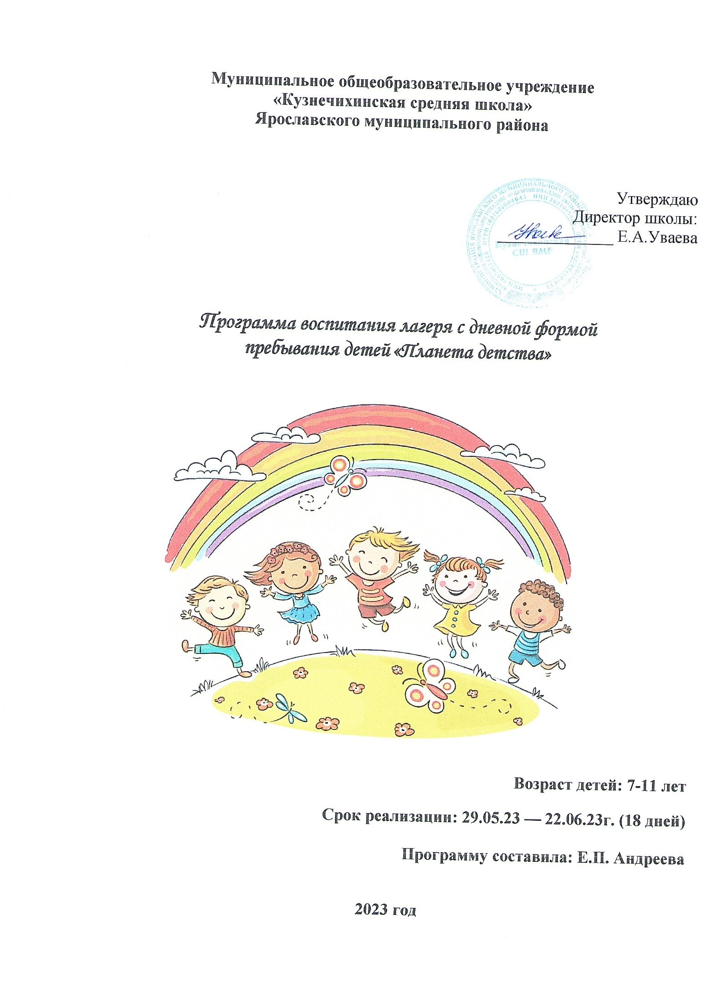 Муниципальное общеобразовательное учреждение
«Кузнечихинская средняя школа»
Ярославского муниципального района
Утверждаю
Директор школы:
Е.А.Уваева
Кузнечихинская
СШ ЯМР
Программа воспитания лагеря с дневной формой
пребывания детей «Планета детства»
Возраст детей: 7-11 лет
Срок реализации: 29.05.23 — 22.06.23г. (18 дней)
Программу составила: Е.П. Андреева
2023 год